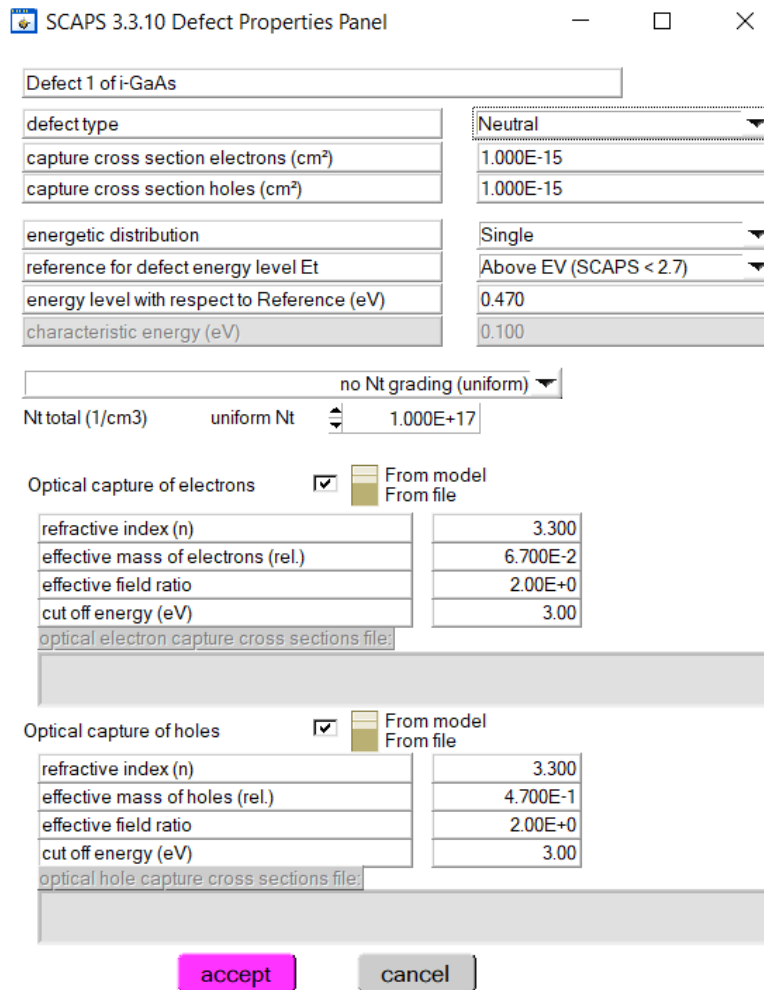 SCAPS 3.3.10 Defect Properties Panel
Defect 1 of i-GaAs
defect type Neutral
capture cross section electrons (cm²) 1.000E-15
capture cross section holes (cm²) 1.000E-15
energetic distribution Single
reference for defect energy level Et Above EV (SCAPS < 2.7)
energy level with respect to Reference (eV) 0.470
characteristic energy (eV) 0.100
no Nt grading (uniform)
Nt total (1/cm3) uniform Nt 1.000E+17
Optical capture of electrons From model
From file
refractive index (n) 3.300
effective mass of electrons (rel.) 6.700E-2
effective field ratio 2.00E+0
cut off energy (eV) 3.00
optical electron capture cross sections file:
Optical capture of holes From model
From file
refractive index (n) 3.300
effective mass of holes (rel.) 4.700E-1
effective field ratio 2.00E+0
cut off energy (eV) 3.00
optical hole capture cross sections file:
accept cancel